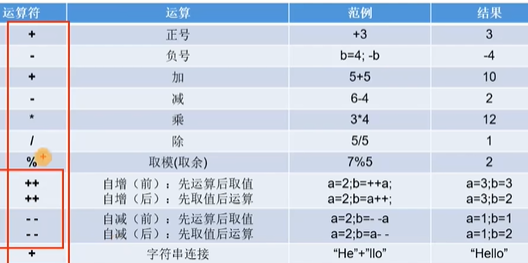 运算符 运算 范例 结果
+ 正号 +3 3
- 负号 b=4; -b -4
+ 加 5+5 10
- 减 6-4 2
* 乘 3*4 12
/ 除 5/5 1
% 取模(取余) 7%5 2
++ 自增（前）：先运算后取值 a=2;b=++a; a=3;b=3
++ 自增（后）：先取值后运算 a=2;b=a++; a=3;b=2
- - 自减（前）：先运算后取值 a=2;b=- -a a=1;b=1
- - 自减（后）：先取值后运算 a=2;b=a- - a=1;b=2
+ 字符串连接 “He”+”llo” “Hello”